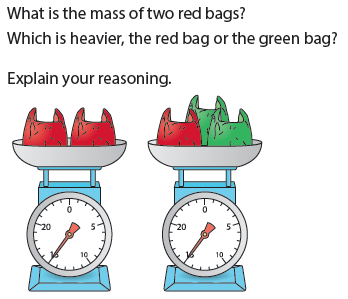 What is the mass of two red bags?
Which is heavier, the red bag or the green bag?
Explain your reasoning.
0
20 5
15 10
0
20 5
15 10